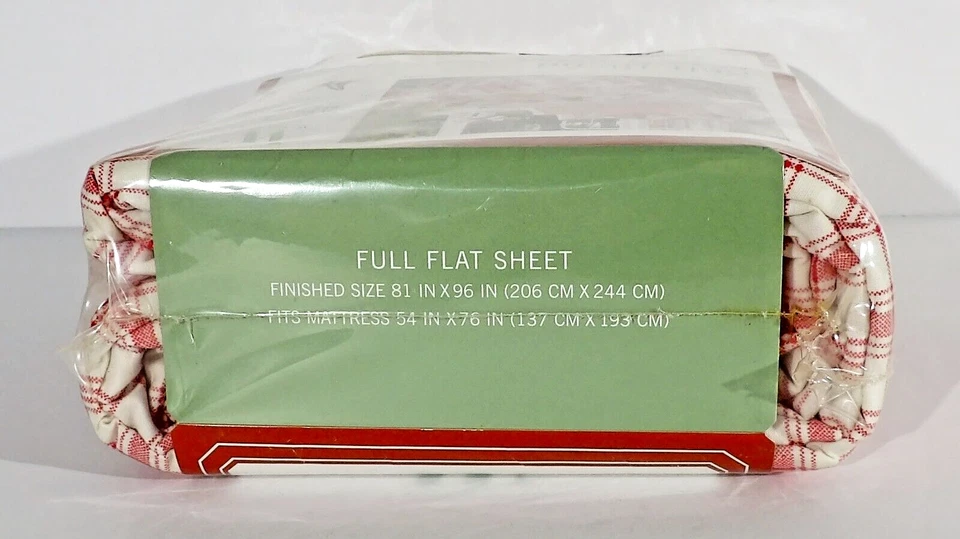 FULL FLAT SHEET
FINISHED SIZE 81 IN X 96 IN (206 CM X 244 CM)
FITS MATTRESS 54 IN X 76 IN (137 CM X 193 CM)